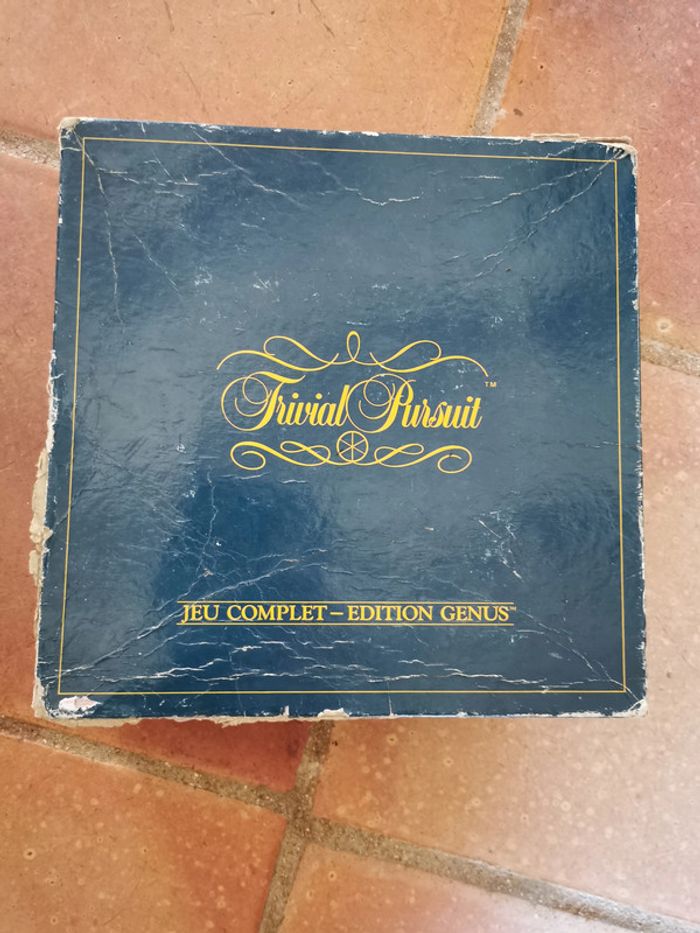 Trivial Pursuit™
JEU COMPLET – EDITION GENUS™